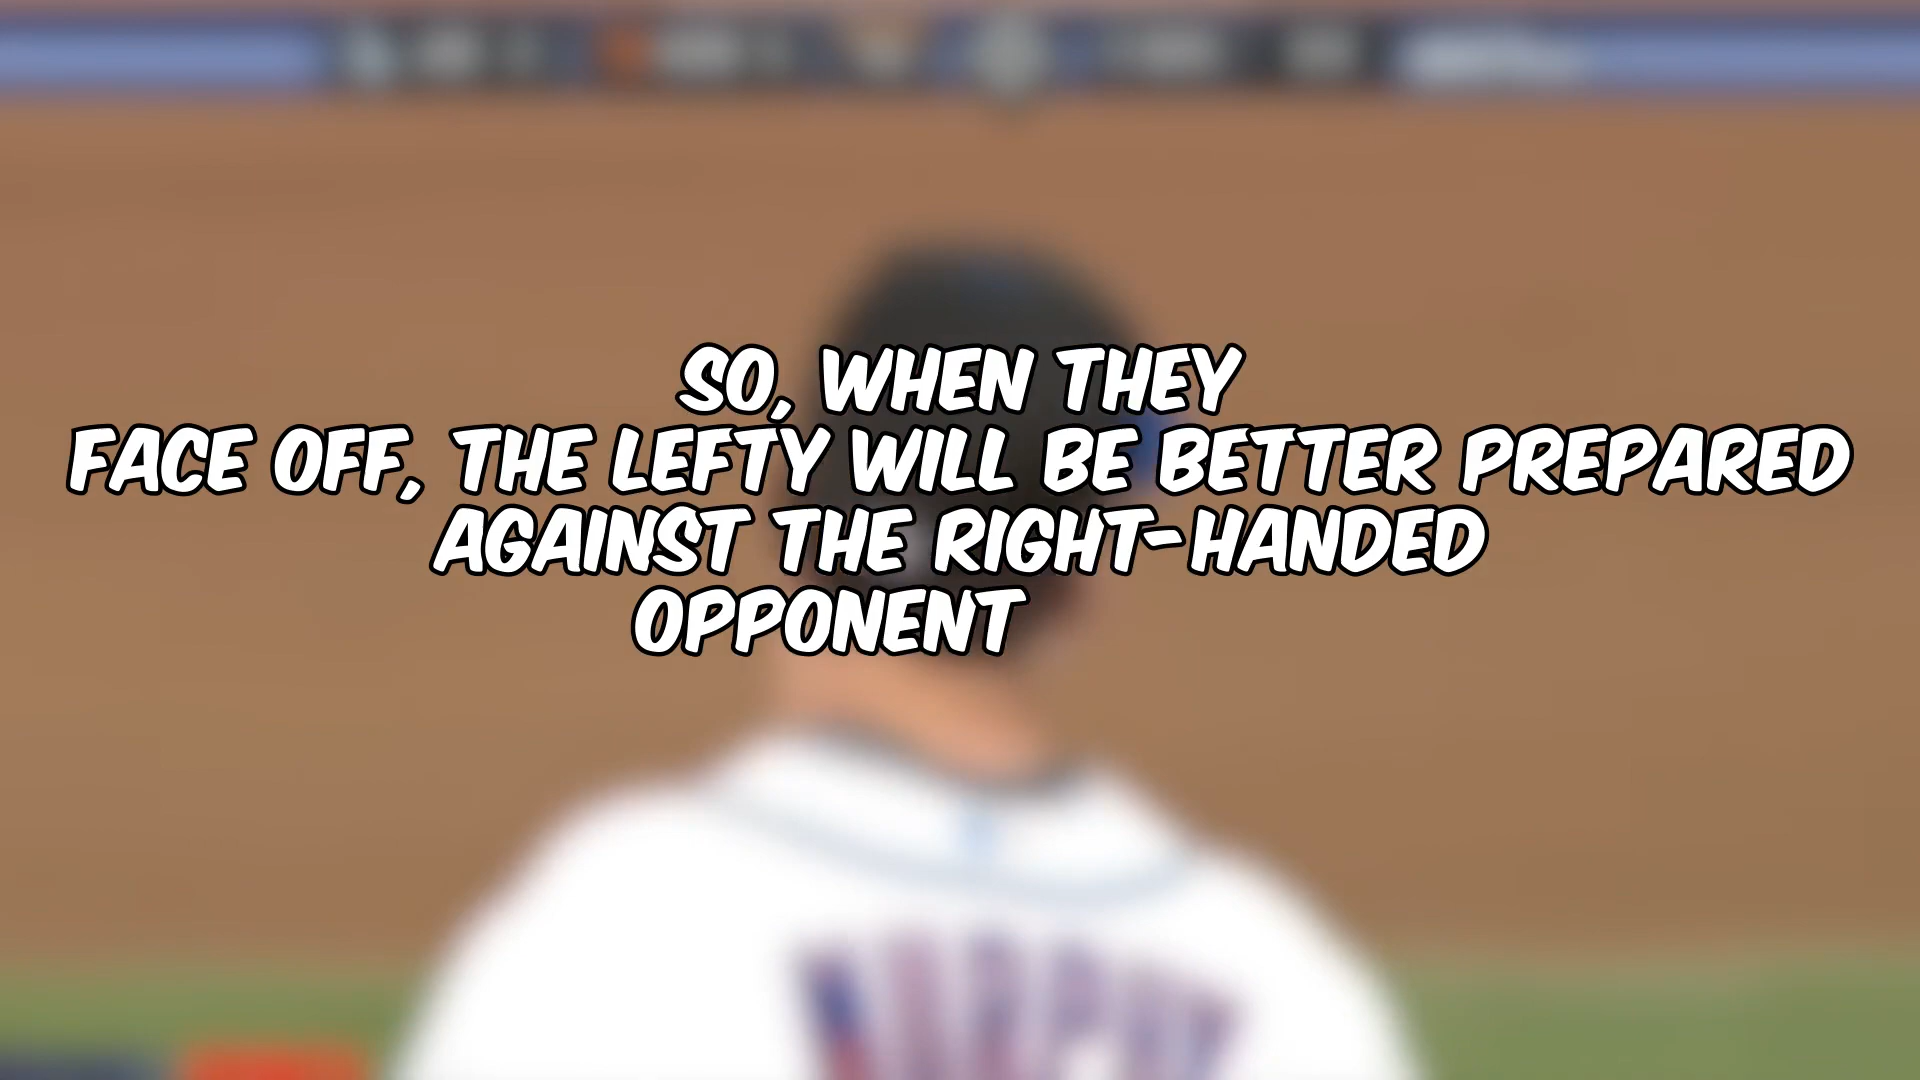 SO, WHEN THEY
FACE OFF, THE LEFTY WILL BE BETTER PREPARED
AGAINST THE RIGHT-HANDED
OPPONENT